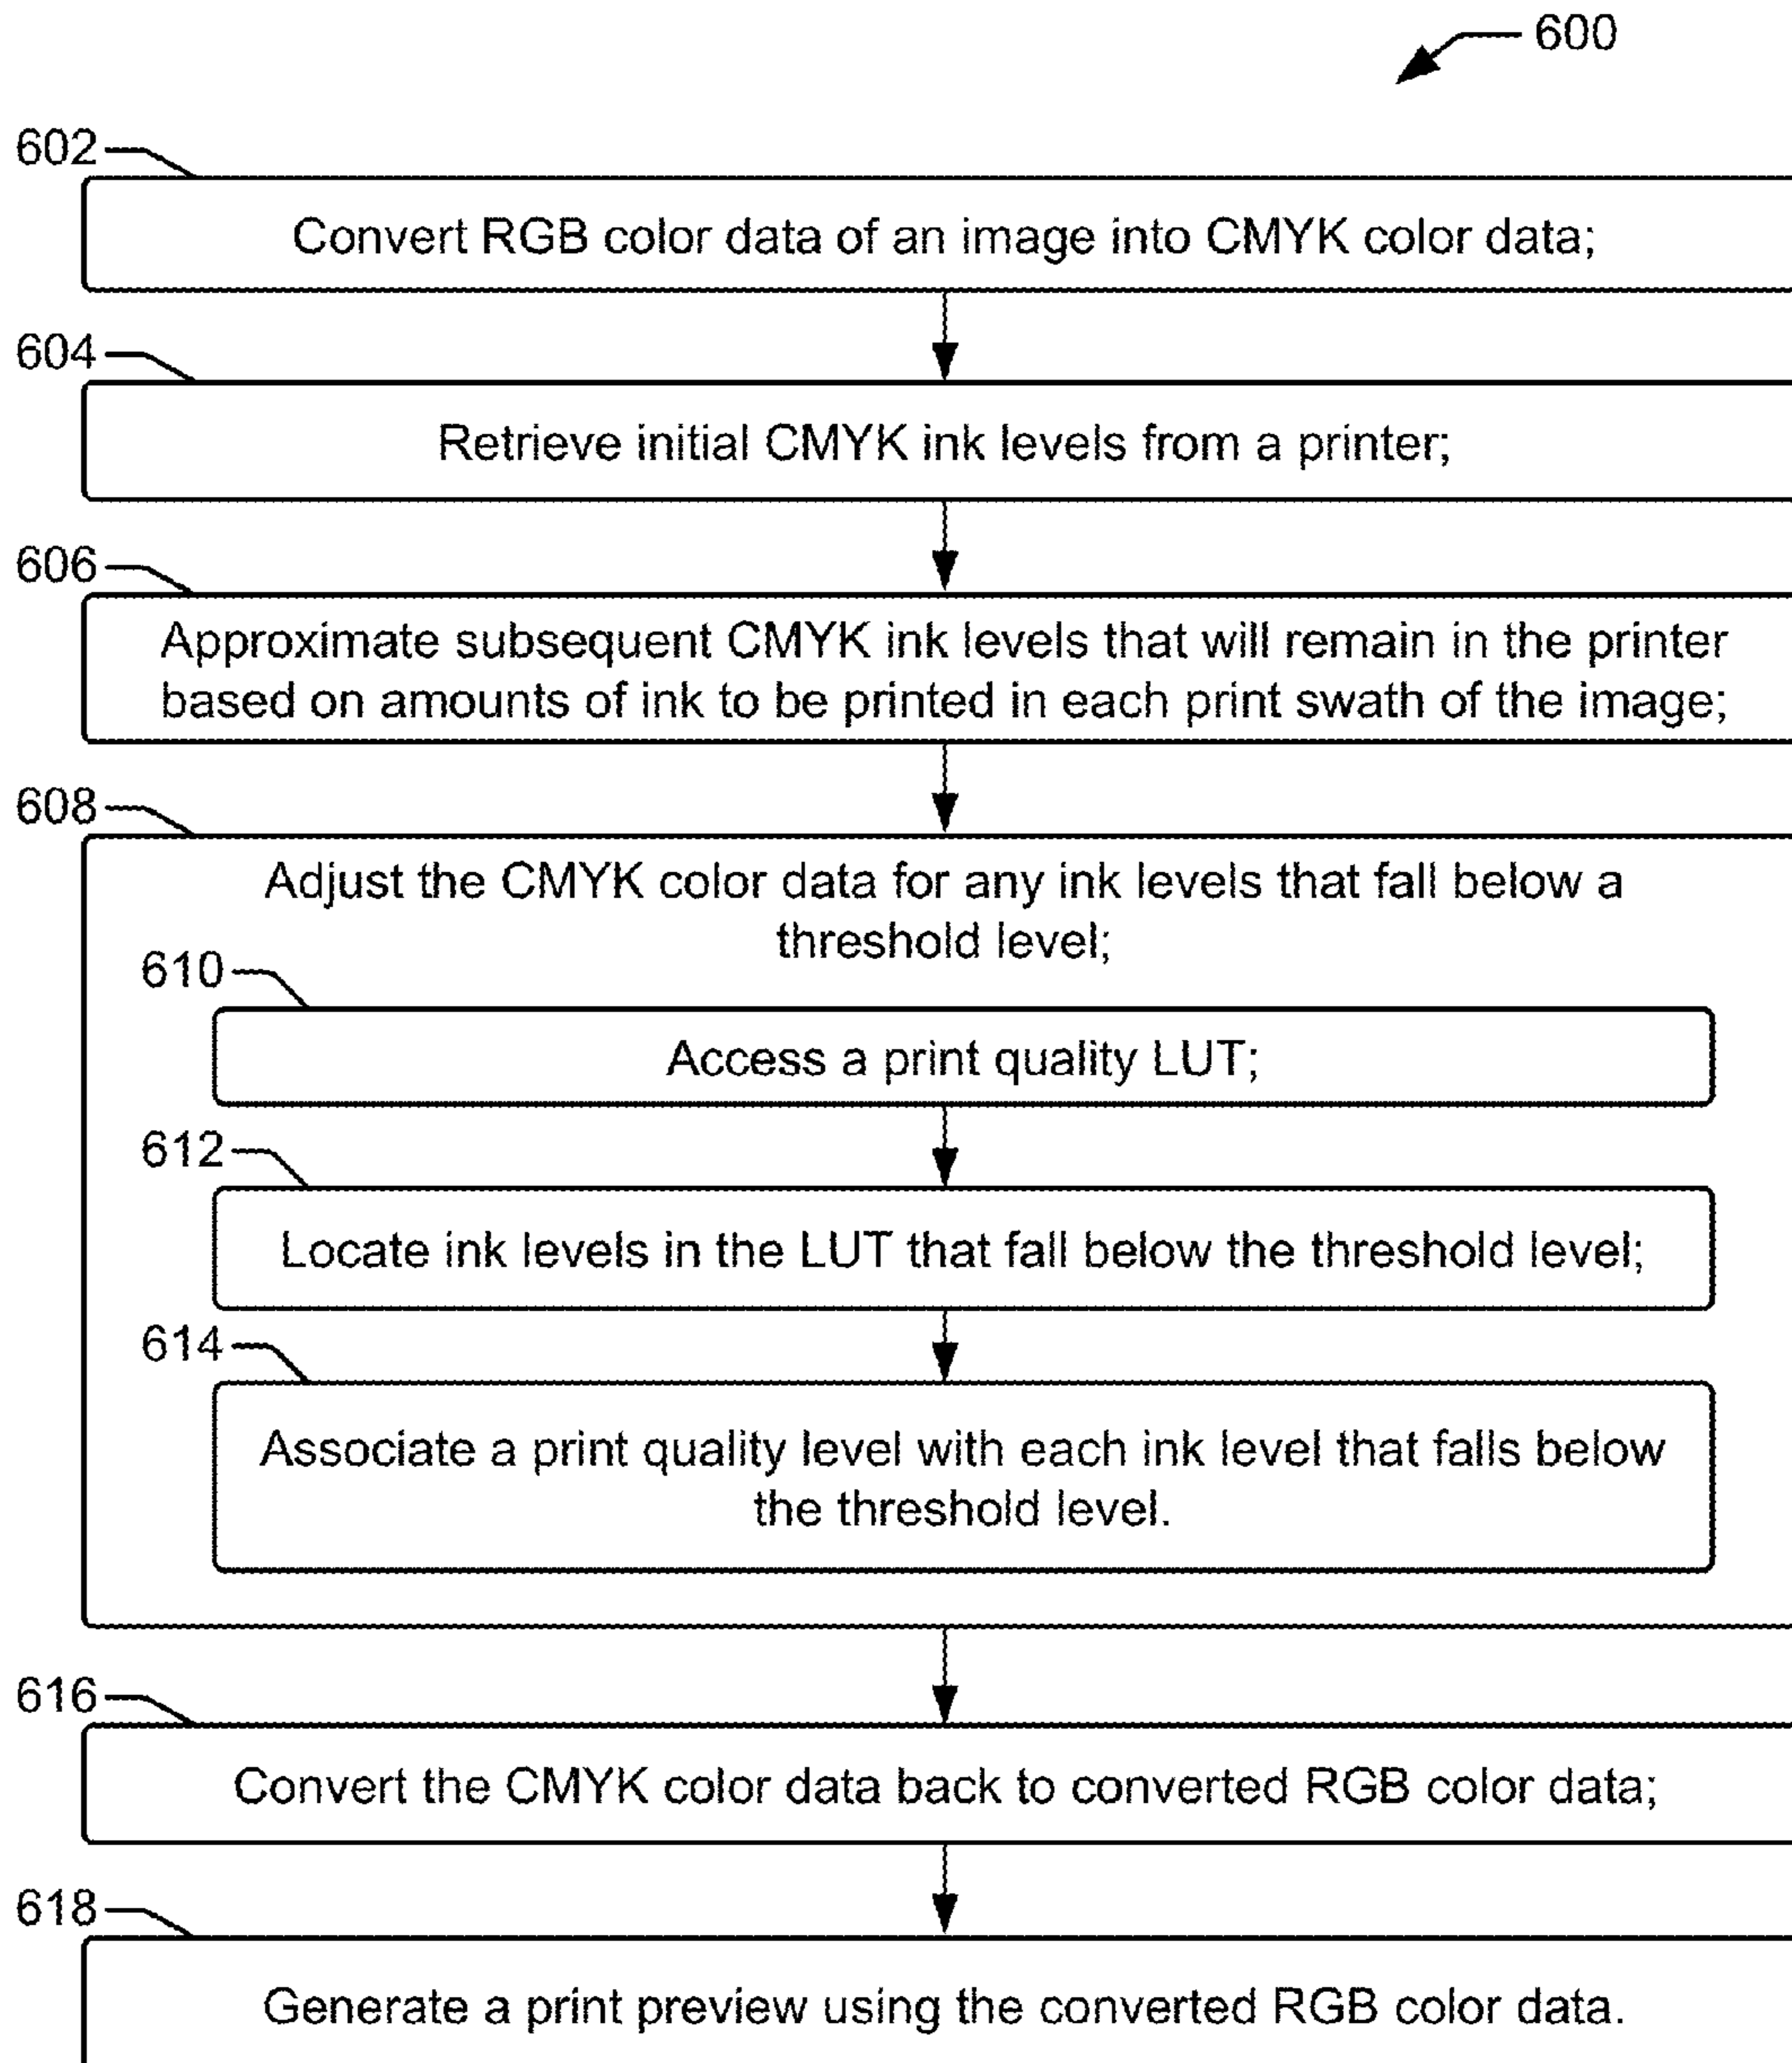 600
602
Convert RGB color data of an image into CMYK color data;
604
Retrieve initial CMYK ink levels from a printer;
606
Approximate subsequent CMYK ink levels that will remain in the printer
based on amounts of ink to be printed in each print swath of the image;
608
Adjust the CMYK color data for any ink levels that fall below a
threshold level;
610
Access a print quality LUT;
612
Locate ink levels in the LUT that fall below the threshold level;
614
Associate a print quality level with each ink level that falls below
the threshold level.
616
Convert the CMYK color data back to converted RGB color data;
618
Generate a print preview using the converted RGB color data.